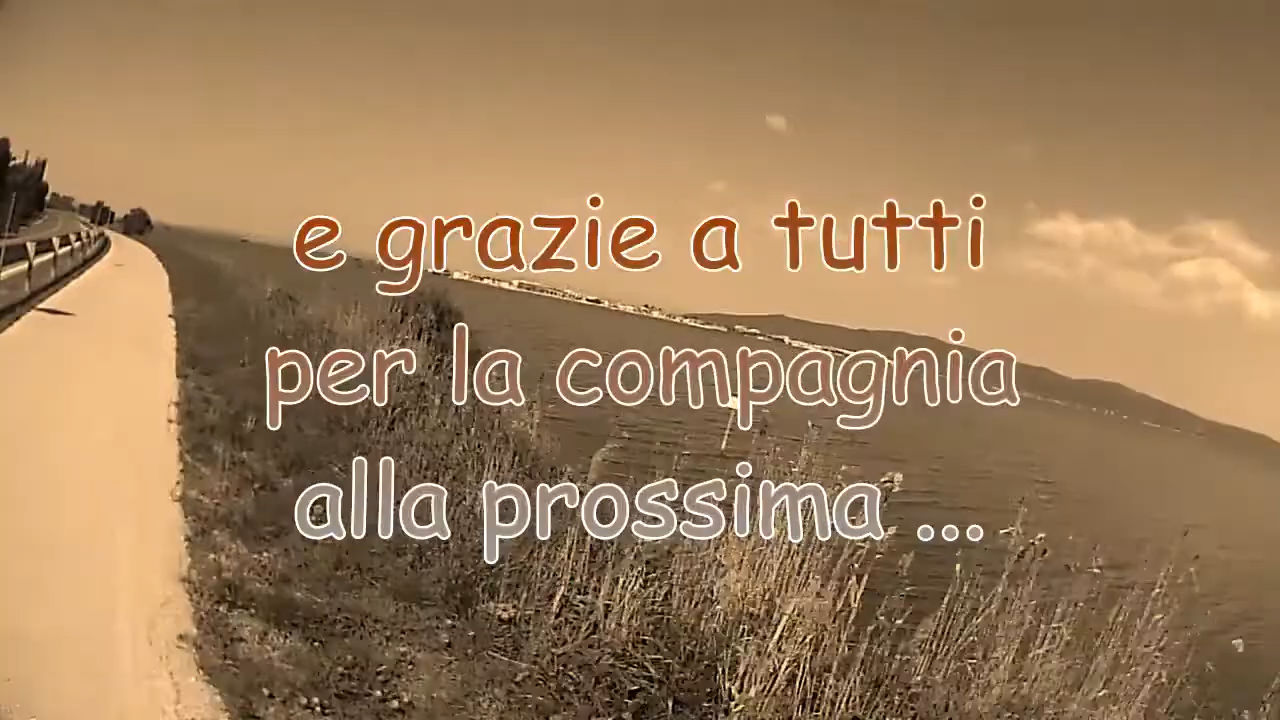 e grazie a tutti
per la compagnia
alla prossima ...